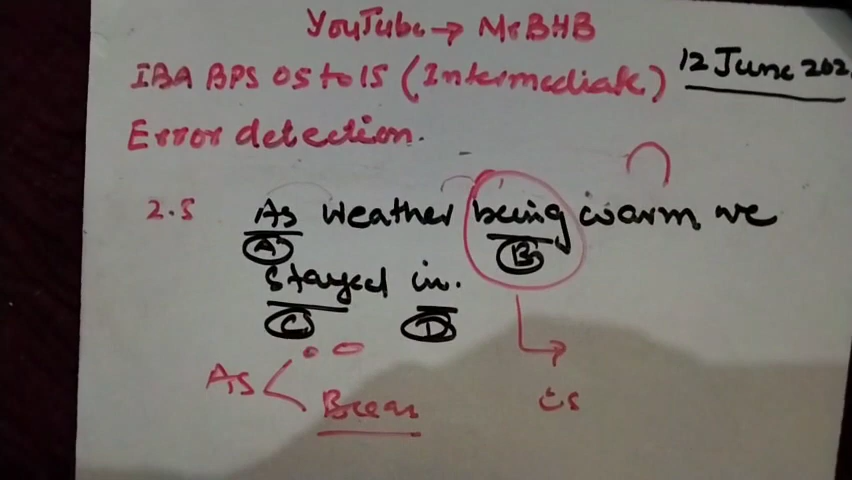 YouTube → MrBHB
IBA BPS 05 to 15 (Intermediate) 12 June 202
Error detection.
2.5 As weather being warm we
A B
stayed in.
C D
As
is